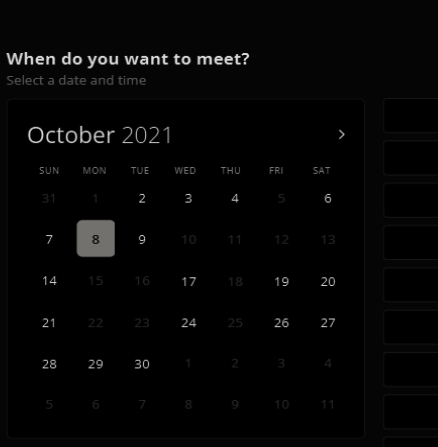 When do you want to meet?
Select a date and time
October 2021
SUN MON TUE WED THU FRI SAT
31 1 2 3 4 5 6
7 8 9 10 11 12 13
14 15 16 17 18 19 20
21 22 23 24 25 26 27
28 29 30 1 2 3 4
5 6 7 8 9 10 11